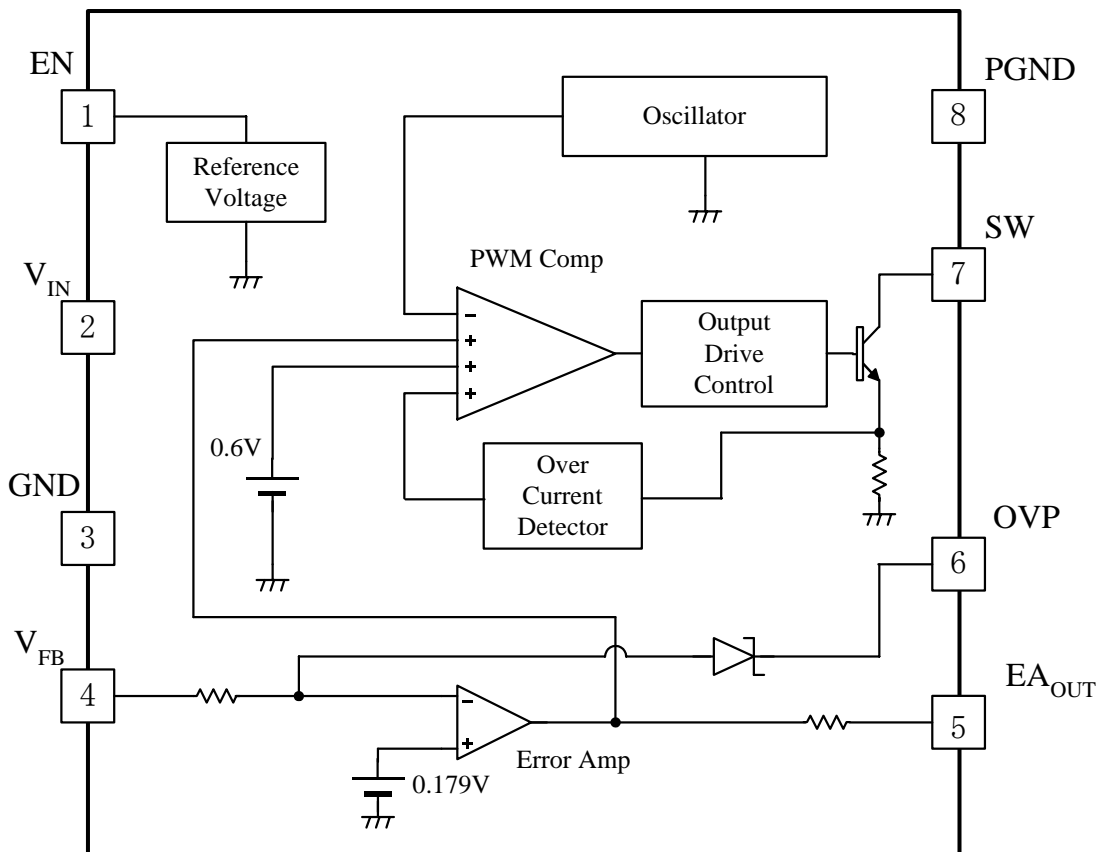 EN
1
Reference
Voltage
V_IN
2
GND
3
V_FB
4
Oscillator
PWM Comp
−
+
+
+
Output
Drive
Control
0.6V
Over
Current
Detector
−
+
Error Amp
0.179V
PGND
8
SW
7
OVP
6
EA_OUT
5